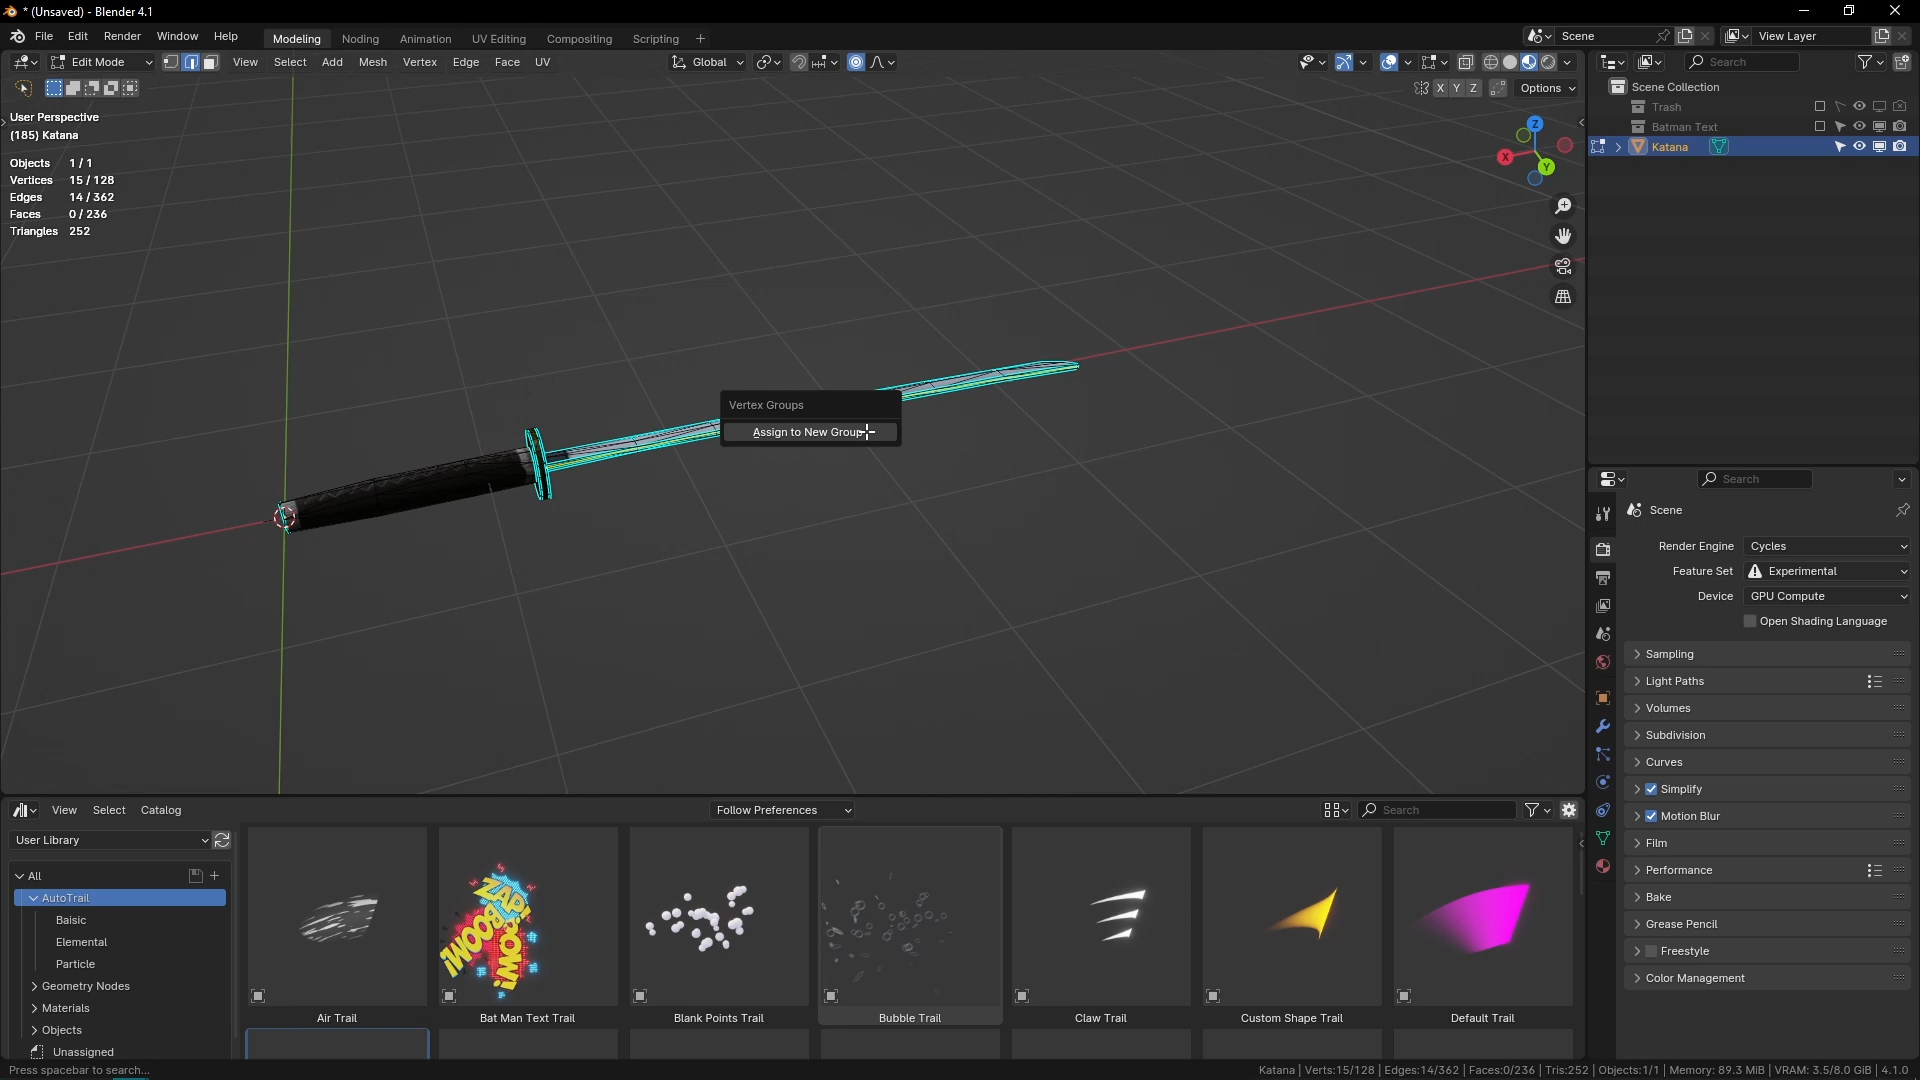 * (Unsaved) - Blender 4.1
File Edit Render Window Help Modeling Noding Animation UV Editing Compositing Scripting Scene View Layer
Edit Mode View Select Add Mesh Vertex Edge Face UV Global Search
X Y Z Options
Scene Collection
Trash
Batman Text
Katana
User Perspective
(185) Katana
Objects 1 / 1
Vertices 15 / 128
Edges 14 / 362
Faces 0 / 236
Triangles 252
Z
X
Y
Vertex Groups
Assign to New Group
Search
Scene
Render Engine Cycles
Feature Set Experimental
Device GPU Compute
Open Shading Language
Sampling
Light Paths
Volumes
Subdivision
Curves
Simplify
Motion Blur
Film
Performance
Bake
Grease Pencil
Freestyle
Color Management
View Select Catalog Follow Preferences Search
User Library
All
AutoTrail
Baisic
Elemental
Particle
Geometry Nodes
Materials
Objects
Unassigned
ZAP!
WOOB
WOW!
Air Trail Bat Man Text Trail Blank Points Trail Bubble Trail Claw Trail Custom Shape Trail Default Trail
Press spacebar to search...
Katana | Verts:15/128 | Edges:14/362 | Faces:0/236 | Tris:252 | Objects:1/1 | Memory: 89.3 MiB | VRAM: 3.5/8.0 GiB | 4.1.0